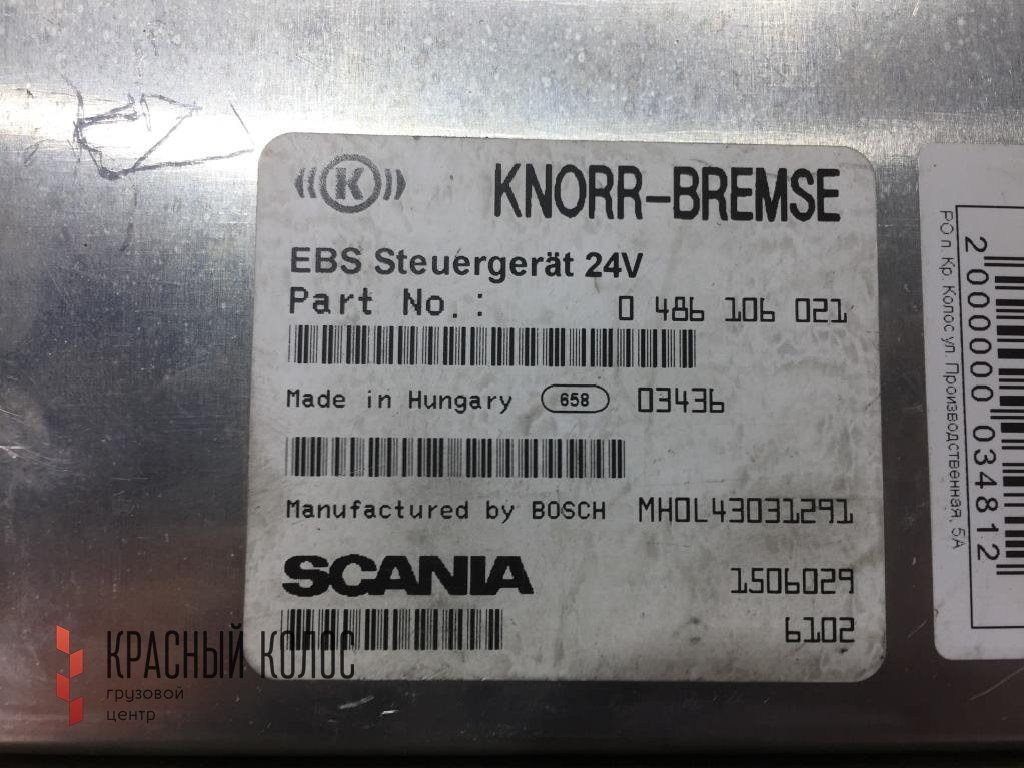 K
KNORR-BREMSE
EBS Steuergerät 24V
Part No.: 0 486 106 021
Made in Hungary 658 03436
Manufactured by BOSCH MHOL43031291
SCANIA 1506029
6102
РО п. Кр. Колос ул. Производственная, 5А
2 000000 034812
КРАСНЫЙ КОЛОС
грузовой
центр